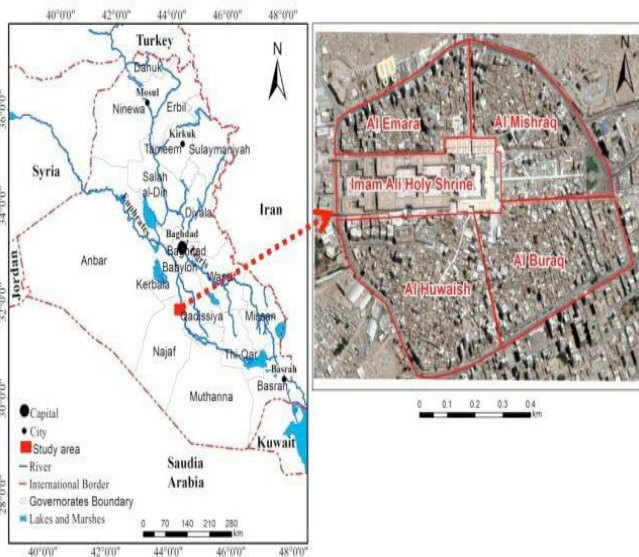 40°0'0" 42°0'0" 44°0'0" 46°0'0" 48°0'0"
Turkey
N
Dahuk
Mosul
Ninewa
Erbil
36°0'0"
Kirkuk
Tameem
Sulaymaniyah
Syria
Salah
al-Din
34°0'0"
Diyala
Iran
Euphrates
Baghdad
Baghdad
Tigris
Jordan
Anbar
Babylon
Wasit
Kerbala
32°0'0"
Qadissiya
Missan
Najaf
Thi-Qar
Basrah
Basrah
Muthanna
30°0'0"
Kuwait
Saudia
Arabia
28°0'0"
Capital
City
Study area
River
International Border
Governorates Boundary
Lakes and Marshes
0 70 140 210 280
km
40°0'0" 42°0'0" 44°0'0" 46°0'0" 48°0'0"
N
Al Emara
Al Mishraq
Imam Ali Holy Shrine
Al Buraq
Al Huwaish
0 0.1 0.2 0.3 0.4
km